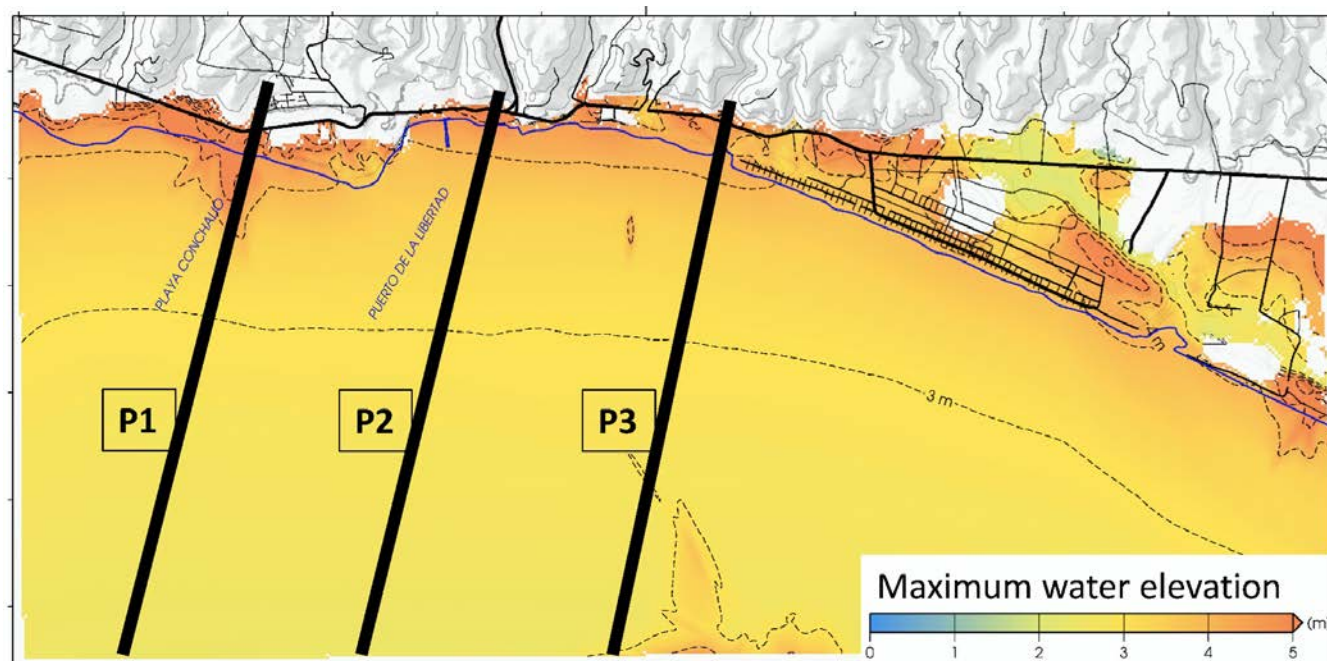 PLAYA CONCHALIO
PUERTO DE LA LIBERTAD
P1
P2
P3
3 m
m
Maximum water elevation
(m)
0 1 2 3 4 5